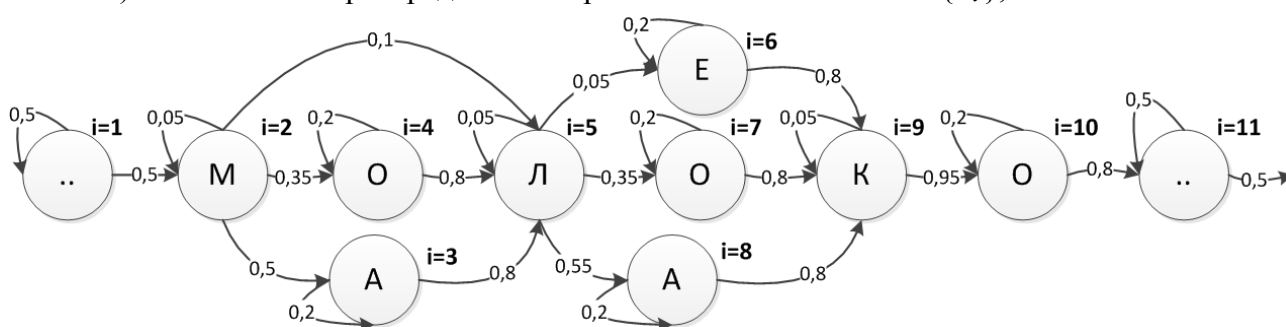 0,2
0,1 i=6
Е
0,05 0,8
0,5 0,05 0,2 0,05 0,2 0,05 0,2 0,5
i=1 i=2 i=4 i=5 i=7 i=9 i=10 i=11
.. 0,5 М 0,35 О 0,8 Л 0,35 О 0,8 К 0,95 О 0,8 .. 0,5
i=3 i=8
0,5 А 0,8 0,55 А 0,8
0,2 0,2